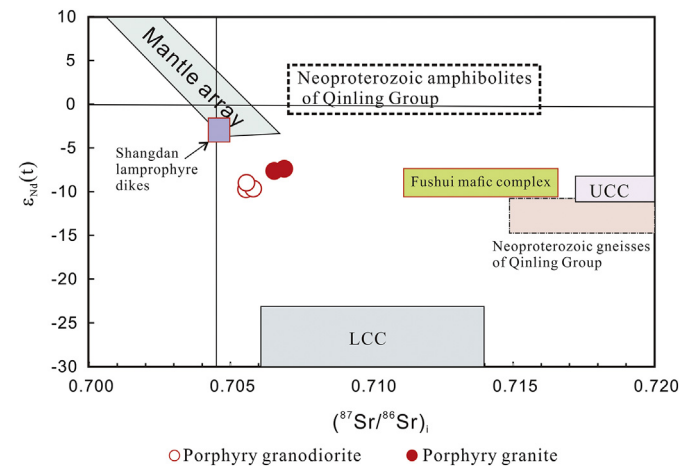 10
5
0
-5
-10
-15
-20
-25
-30
εNd(t)
Mantle array
Neoproterozoic amphibolites
of Qinling Group
Shangdan
lamprophyre
dikes
Fushui mafic complex
UCC
Neoproterozoic gneisses
of Qinling Group
LCC
0.700 0.705 0.710 0.715 0.720
(⁸⁷Sr/⁸⁶Sr)i
Porphyry granodiorite Porphyry granite